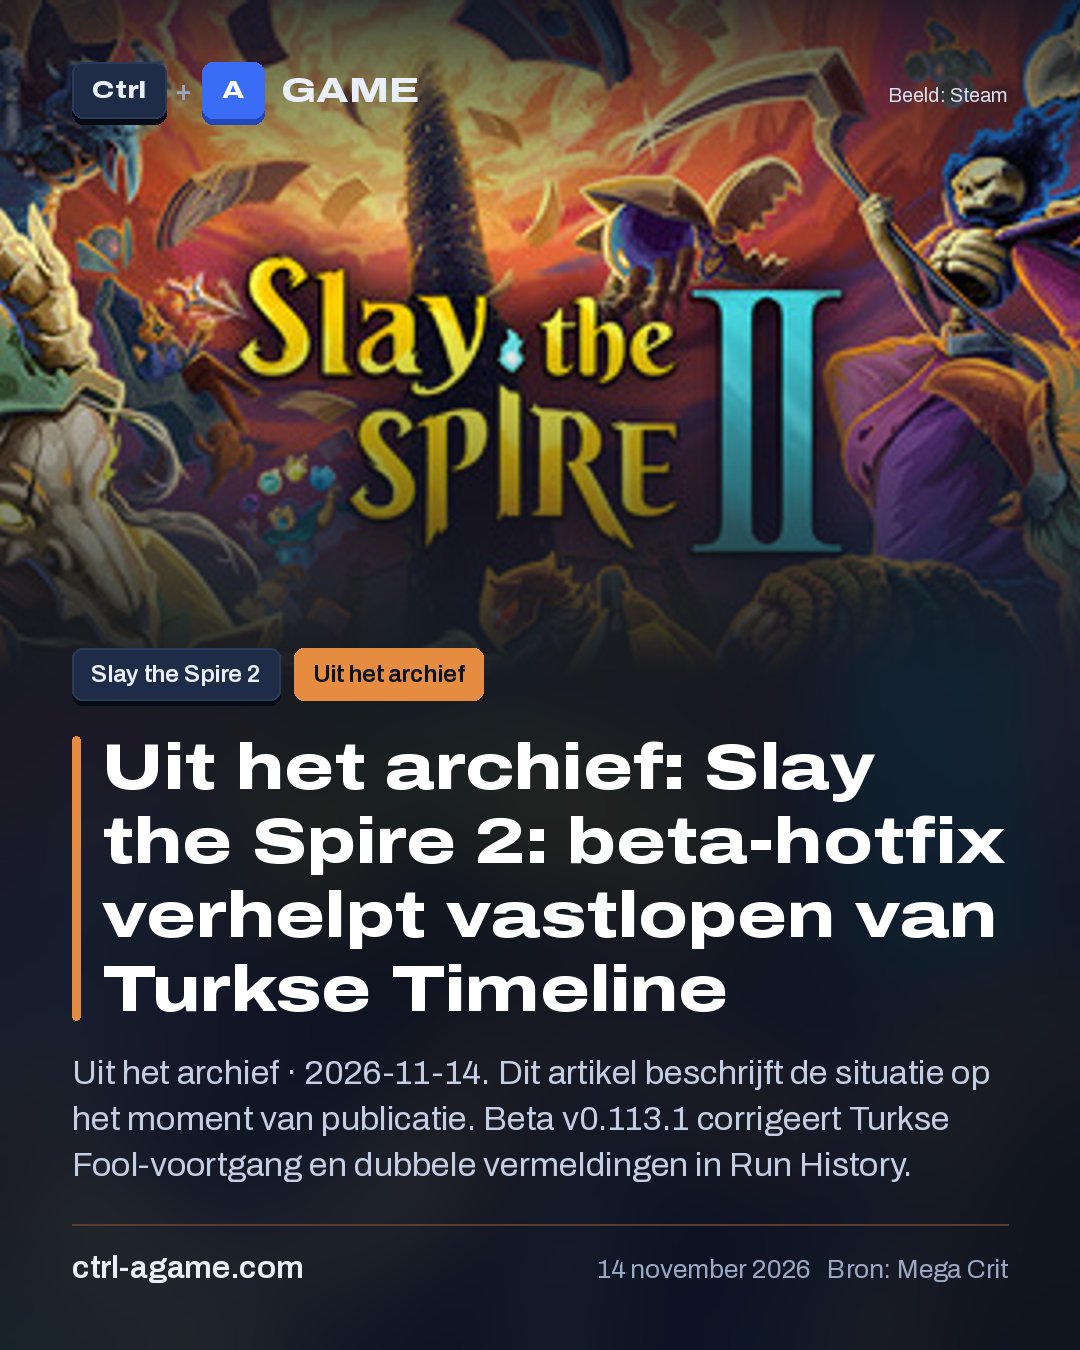 Ctrl + A GAME
Beeld: Steam
Slay the
SPIRE II
Slay the Spire 2
Uit het archief
Uit het archief: Slay
the Spire 2: beta-hotfix
verhelpt vastlopen van
Turkse Timeline
Uit het archief · 2026-11-14. Dit artikel beschrijft de situatie op
het moment van publicatie. Beta v0.113.1 corrigeert Turkse
Fool-voortgang en dubbele vermeldingen in Run History.
ctrl-agame.com
14 november 2026 Bron: Mega Crit